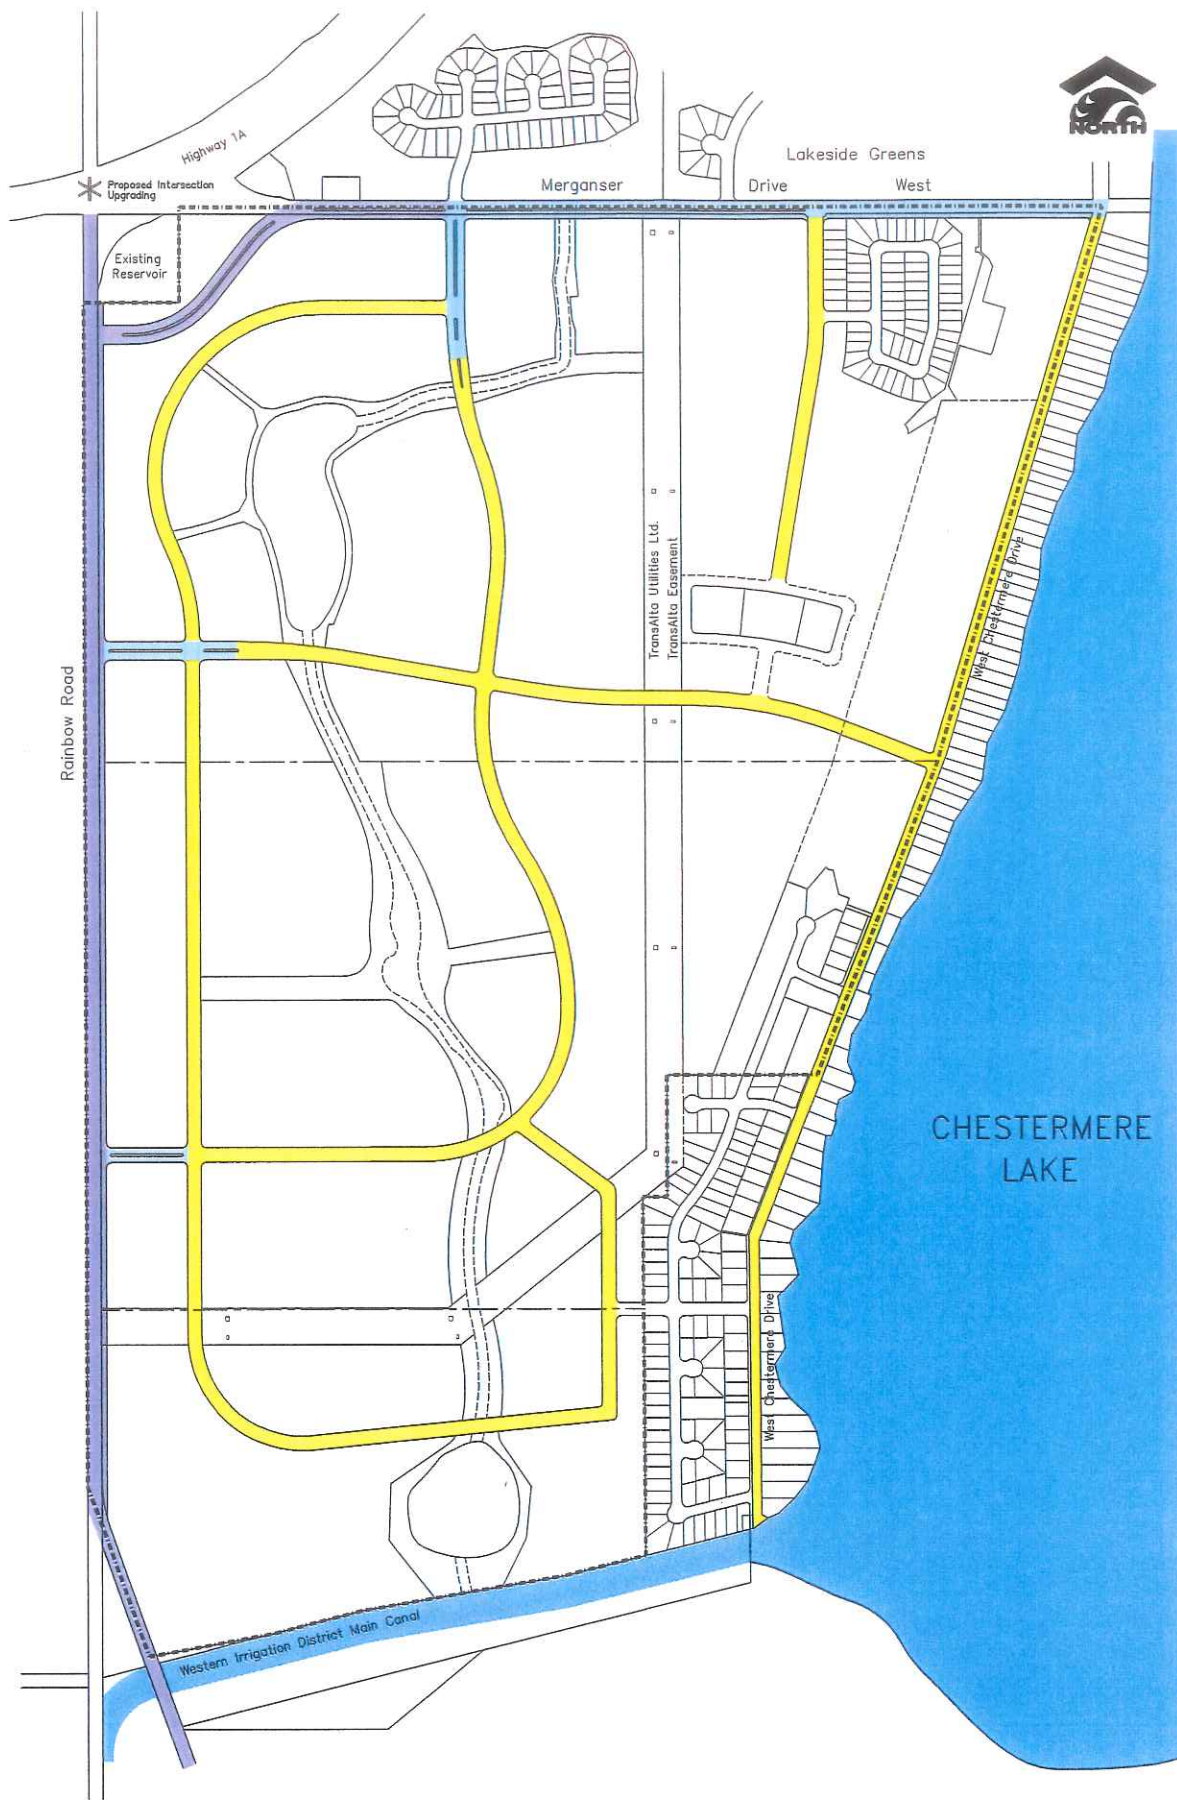 NORTH
Highway 1A
Proposed Intersection
Upgrading
Lakeside Greens
Merganser Drive West
Existing
Reservoir
TransAlta Utilities Ltd.
TransAlta Easement
West Chestermere Drive
Rainbow Road
CHESTERMERE
LAKE
West Chestermere Drive
Western Irrigation District Main Canal